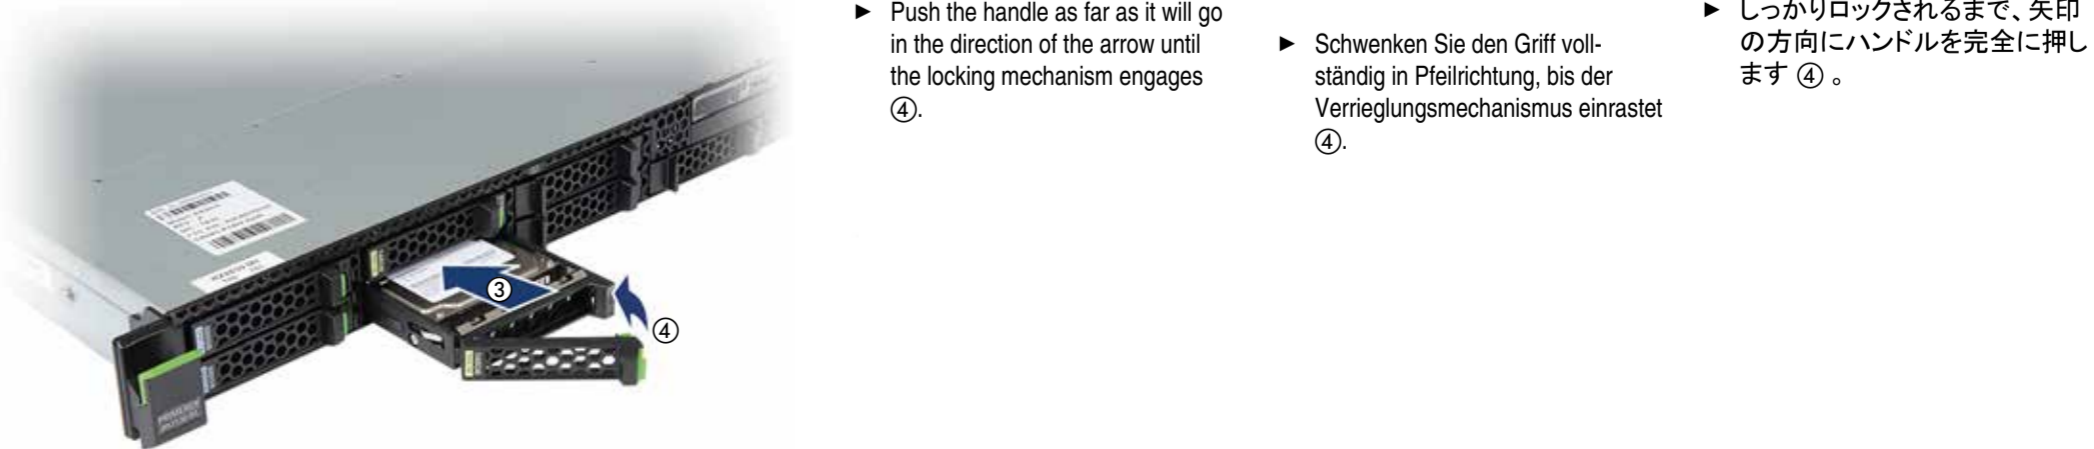 ► Push the handle as far as it will go
in the direction of the arrow until
the locking mechanism engages
④.
► Schwenken Sie den Griff voll-
ständig in Pfeilrichtung, bis der
Verrieglungsmechanismus einrastet
④.
► しっかりロックされるまで、矢印
の方向にハンドルを完全に押し
ます ④ 。
③
④
PRIMERGY